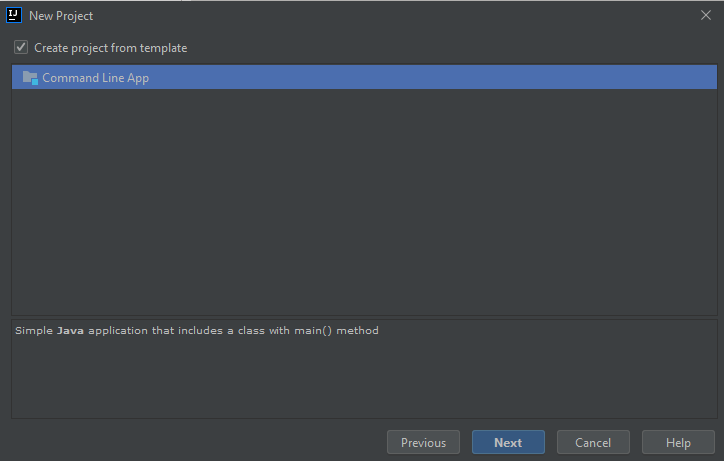 IJ
New Project
Create project from template
Command Line App
Simple Java application that includes a class with main() method
Previous
Next
Cancel
Help